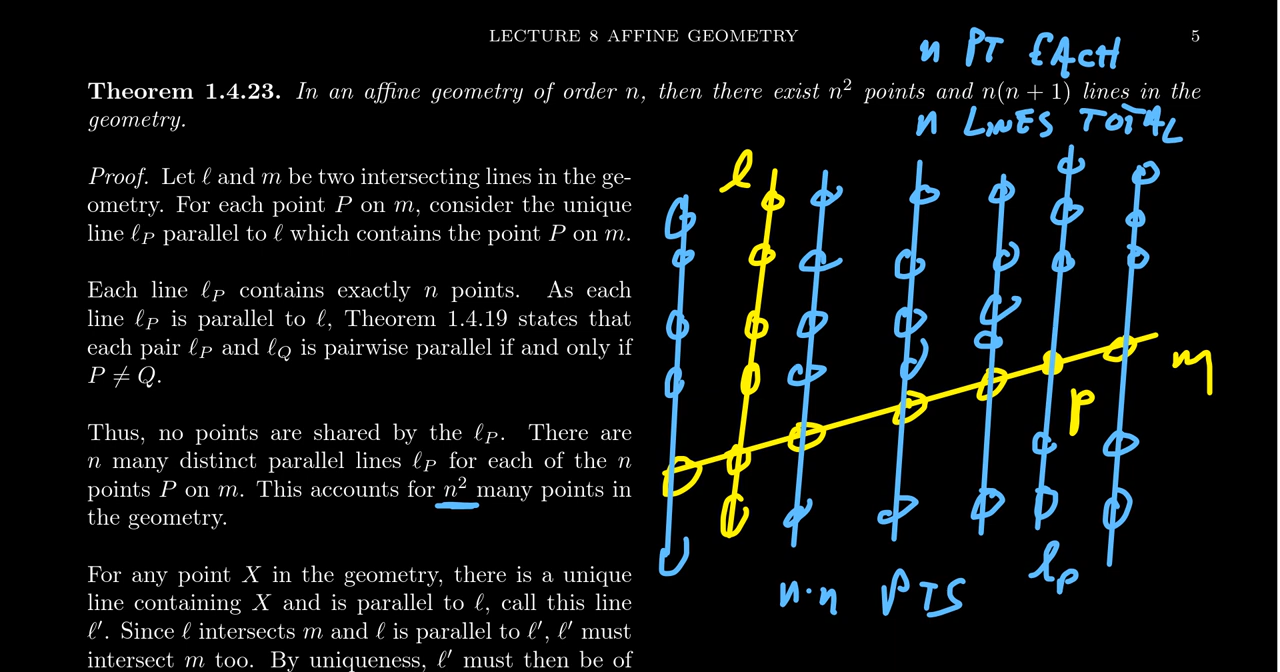 LECTURE 8 AFFINE GEOMETRY 5
n PT EACH
Theorem 1.4.23. In an affine geometry of order n, then there exist n² points and n(n + 1) lines in the
geometry.
n LINES TOTAL
Proof. Let ℓ and m be two intersecting lines in the ge-
ometry. For each point P on m, consider the unique
line ℓ_P parallel to ℓ which contains the point P on m.
Each line ℓ_P contains exactly n points. As each
line ℓ_P is parallel to ℓ, Theorem 1.4.19 states that
each pair ℓ_P and ℓ_Q is pairwise parallel if and only if
P ≠ Q.
Thus, no points are shared by the ℓ_P. There are
n many distinct parallel lines ℓ_P for each of the n
points P on m. This accounts for n² many points in
the geometry.
For any point X in the geometry, there is a unique
line containing X and is parallel to ℓ, call this line
ℓ′. Since ℓ intersects m and ℓ is parallel to ℓ′, ℓ′ must
intersect m too. By uniqueness, ℓ′ must then be of
ℓ
m
P
ℓ_P
n·n PTS